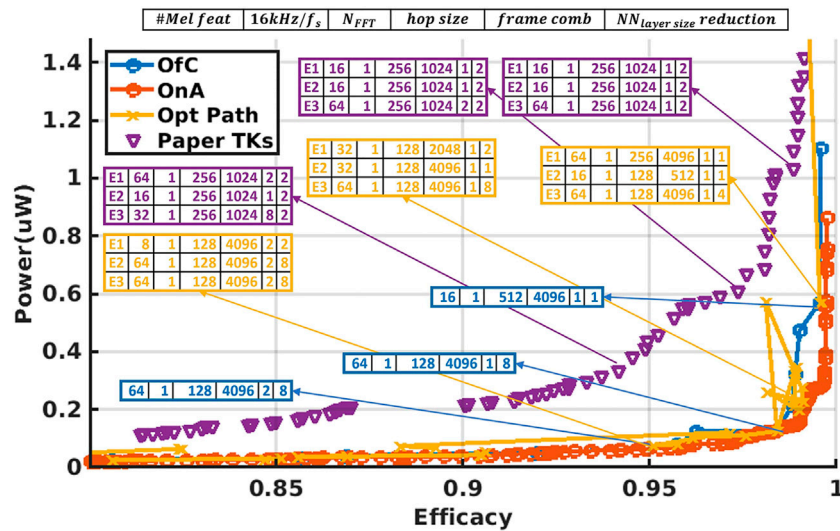 #Mel feat 16kHz/fs NFFT hop size frame comb NNlayer size reduction
1.4
1.2
1
0.8
0.6
0.4
0.2
0
Power(uW)
OfC
OnA
Opt Path
Paper TKs
E1 16 1 256 1024 1 2
E2 16 1 256 1024 1 2
E3 64 1 256 1024 2 2
E1 16 1 256 1024 1 2
E2 16 1 256 1024 1 2
E3 64 1 256 1024 1 2
E1 32 1 128 2048 1 2
E2 32 1 128 4096 1 1
E3 64 1 128 4096 1 8
E1 64 1 256 4096 1 1
E2 16 1 128 512 1 1
E3 64 1 128 4096 1 4
E1 64 1 256 1024 2 2
E2 16 1 256 1024 1 2
E3 32 1 256 1024 8 2
E1 8 1 128 4096 2 2
E2 64 1 128 4096 2 8
E3 64 1 128 4096 2 8
16 1 512 4096 1 1
64 1 128 4096 1 8
64 1 128 4096 2 8
0.85 0.9 0.95 1
Efficacy